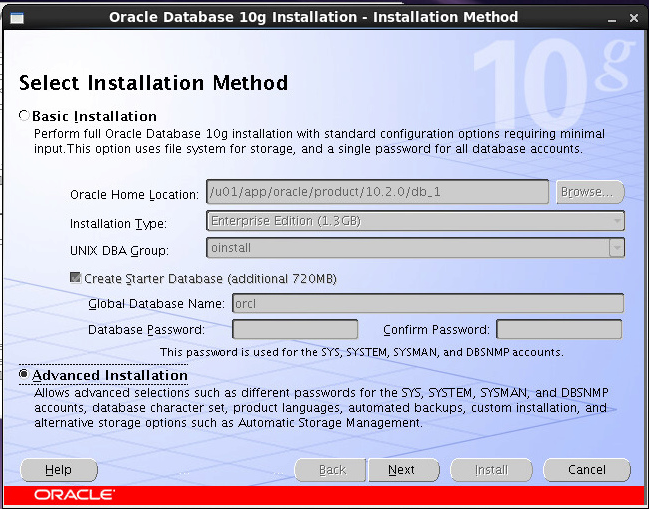 Oracle Database 10g Installation - Installation Method
10g
Select Installation Method
Basic Installation
Perform full Oracle Database 10g installation with standard configuration options requiring minimal
input.This option uses file system for storage, and a single password for all database accounts.
Oracle Home Location: /u01/app/oracle/product/10.2.0/db_1 Browse...
Installation Type: Enterprise Edition (1.3GB)
UNIX DBA Group: oinstall
Create Starter Database (additional 720MB)
Global Database Name: orcl
Database Password: Confirm Password:
This password is used for the SYS, SYSTEM, SYSMAN, and DBSNMP accounts.
Advanced Installation
Allows advanced selections such as different passwords for the SYS, SYSTEM, SYSMAN, and DBSNMP
accounts, database character set, product languages, automated backups, custom installation, and
alternative storage options such as Automatic Storage Management.
Help Back Next Install Cancel
ORACLE